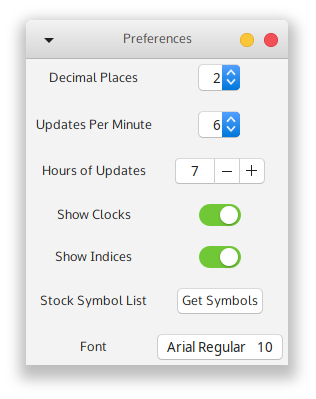 Preferences
Decimal Places 2
Updates Per Minute 6
Hours of Updates 7 − +
Show Clocks
Show Indices
Stock Symbol List Get Symbols
Font Arial Regular 10